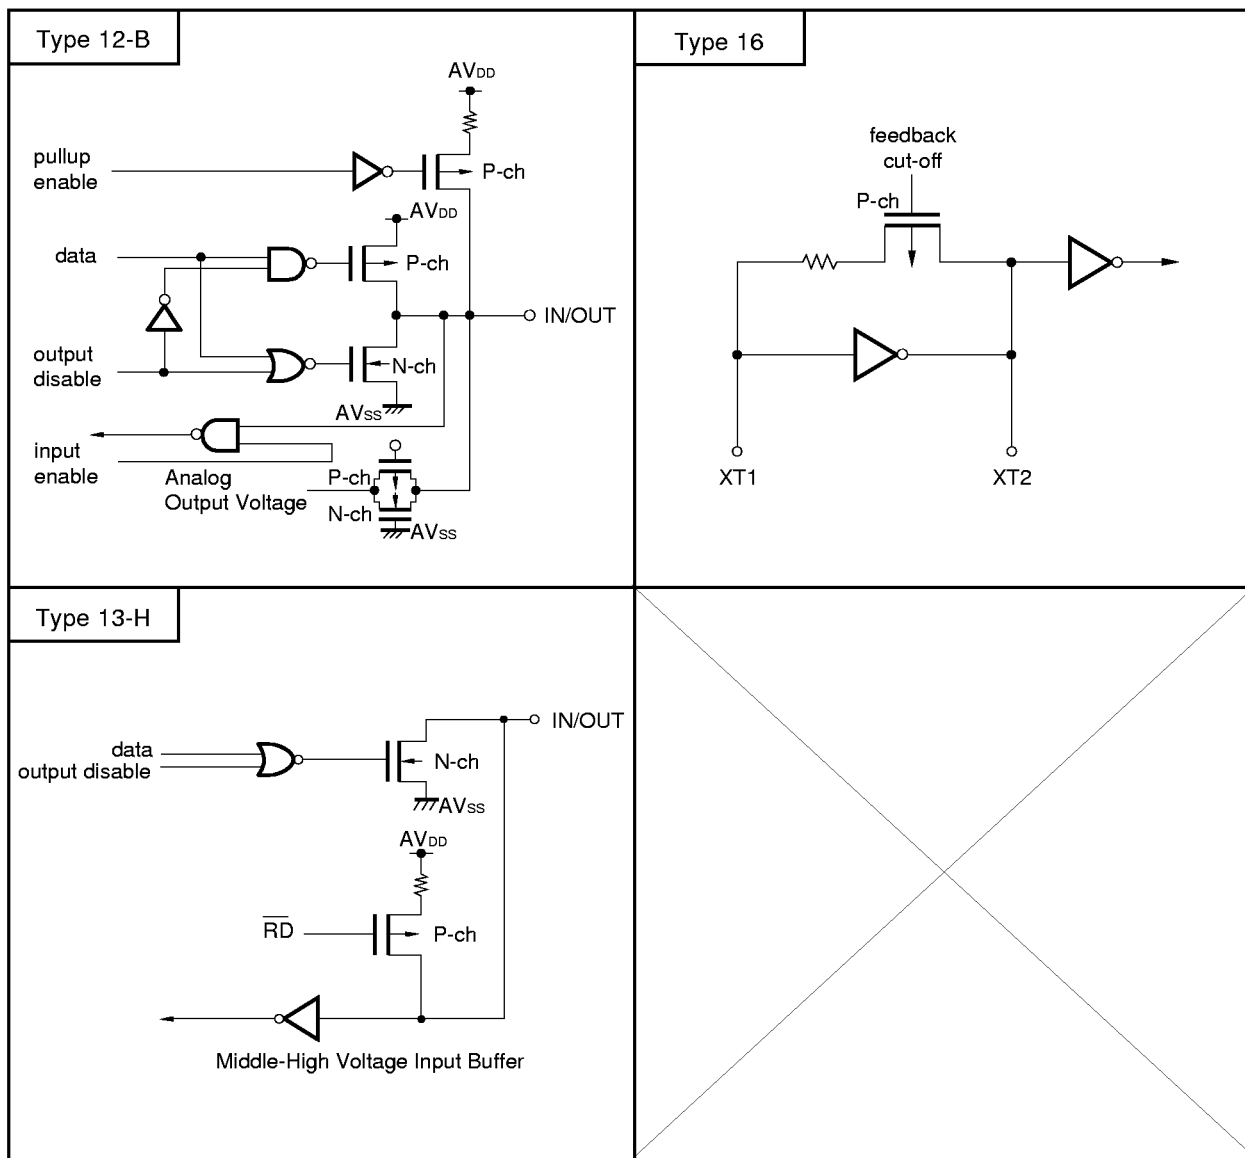 Type 12-B
AVDD
pullup
enable
P-ch
AVDD
data
P-ch
IN/OUT
output
disable
N-ch
AVSS
input
enable
Analog
Output Voltage
P-ch
N-ch
AVSS
Type 16
feedback
cut-off
P-ch
XT1
XT2
Type 13-H
IN/OUT
data
output disable
N-ch
AVSS
AVDD
R̅D̅
P-ch
Middle-High Voltage Input Buffer